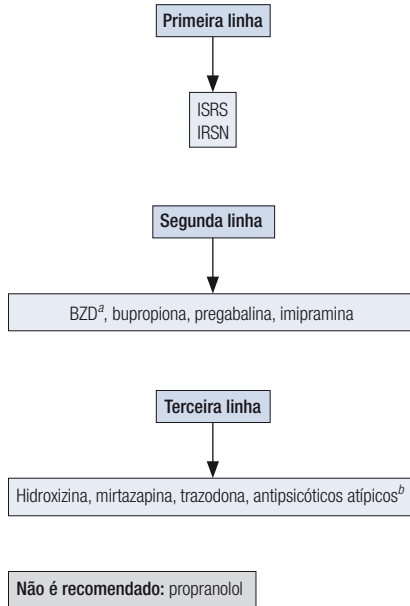 Primeira linha
ISRS
IRSN
Segunda linha
BZDᵃ, bupropiona, pregabalina, imipramina
Terceira linha
Hidroxizina, mirtazapina, trazodona, antipsicóticos atípicosᵇ
Não é recomendado: propranolol